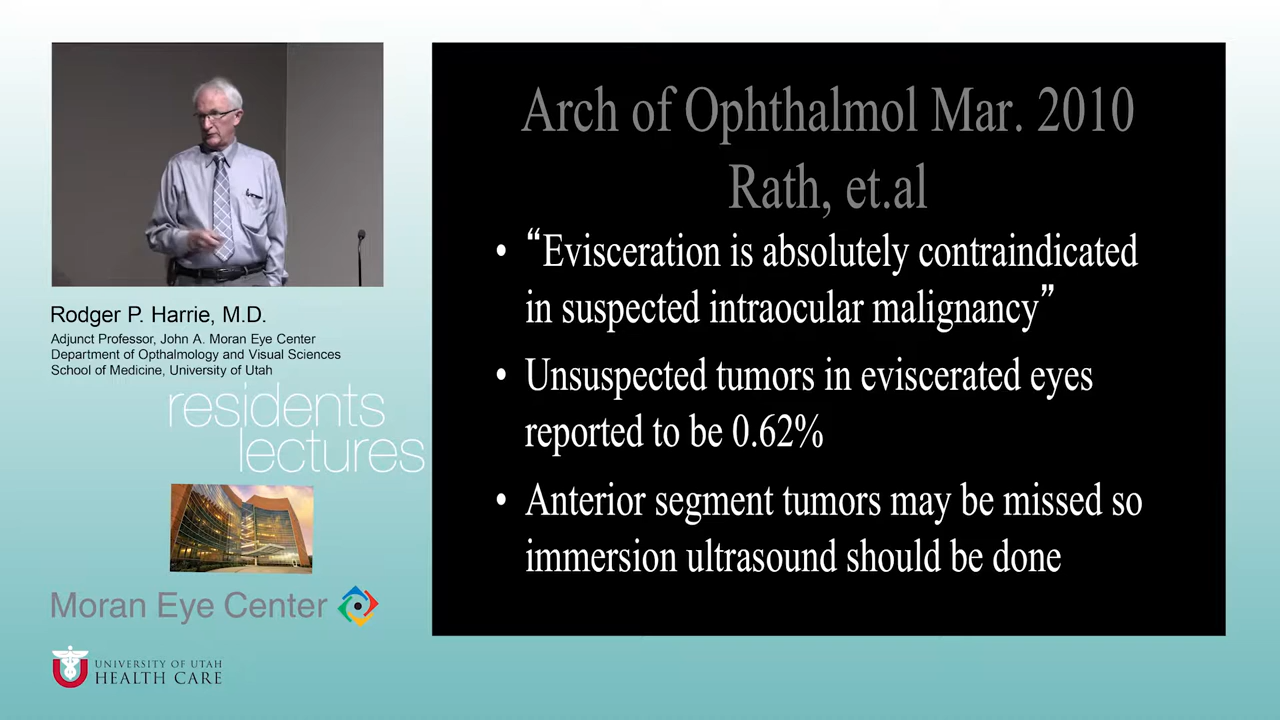 Arch of Ophthalmol Mar. 2010
Rath, et.al
• “Evisceration is absolutely contraindicated
in suspected intraocular malignancy”
• Unsuspected tumors in eviscerated eyes
reported to be 0.62%
• Anterior segment tumors may be missed so
immersion ultrasound should be done
Rodger P. Harrie, M.D.
Adjunct Professor, John A. Moran Eye Center
Department of Opthalmology and Visual Sciences
School of Medicine, University of Utah
residents
lectures
Moran Eye Center
UNIVERSITY OF UTAH
HEALTH CARE